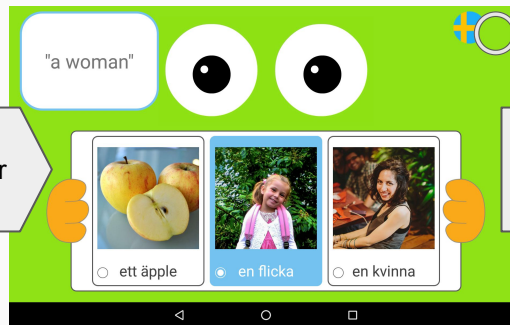 "a woman"
r
ett äpple
en flicka
en kvinna